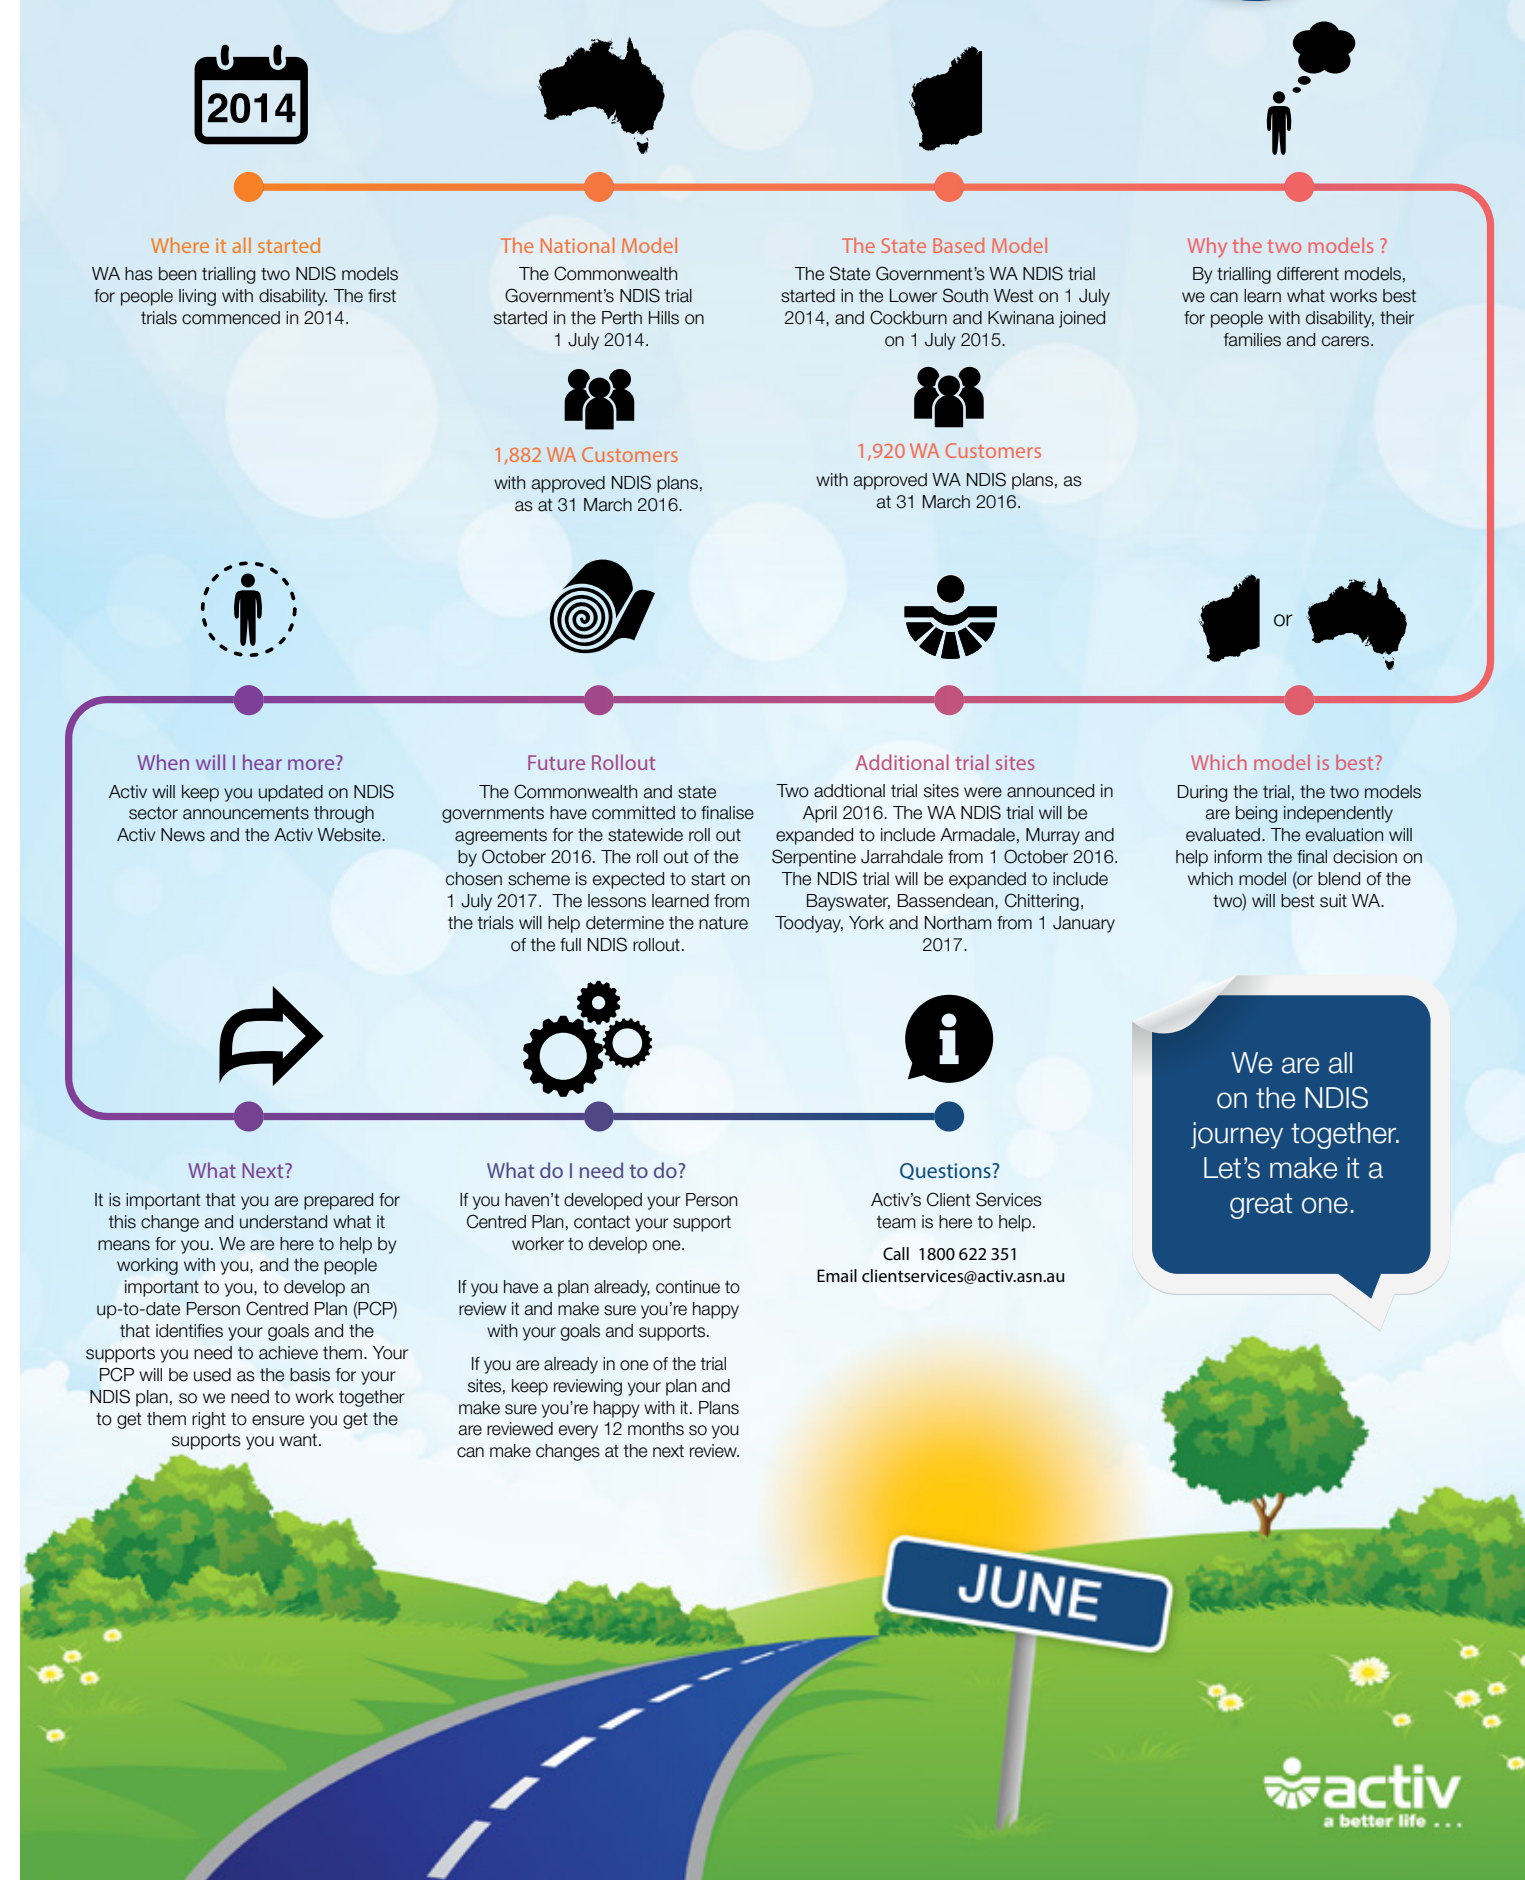 2014
Where it all started
WA has been trialling two NDIS models
for people living with disability. The first
trials commenced in 2014.
The National Model
The Commonwealth
Government's NDIS trial
started in the Perth Hills on
1 July 2014.
1,882 WA Customers
with approved NDIS plans,
as at 31 March 2016.
The State Based Model
The State Government's WA NDIS trial
started in the Lower South West on 1 July
2014, and Cockburn and Kwinana joined
on 1 July 2015.
1,920 WA Customers
with approved WA NDIS plans, as
at 31 March 2016.
Why the two models ?
By trialling different models,
we can learn what works best
for people with disability, their
families and carers.
or
Which model is best?
During the trial, the two models
are being independently
evaluated. The evaluation will
help inform the final decision on
which model (or blend of the
two) will best suit WA.
Additional trial sites
Two addtional trial sites were announced in
April 2016. The WA NDIS trial will be
expanded to include Armadale, Murray and
Serpentine Jarrahdale from 1 October 2016.
The NDIS trial will be expanded to include
Bayswater, Bassendean, Chittering,
Toodyay, York and Northam from 1 January
2017.
Future Rollout
The Commonwealth and state
governments have committed to finalise
agreements for the statewide roll out
by October 2016. The roll out of the
chosen scheme is expected to start on
1 July 2017.  The lessons learned from
the trials will help determine the nature
of the full NDIS rollout.
When will I hear more?
Activ will keep you updated on NDIS
sector announcements through
Activ News and the Activ Website.
What Next?
It is important that you are prepared for
this change and understand what it
means for you. We are here to help by
working with you, and the people
important to you, to develop an
up-to-date Person Centred Plan (PCP)
that identifies your goals and the
supports you need to achieve them. Your
PCP will be used as the basis for your
NDIS plan, so we need to work together
to get them right to ensure you get the
supports you want.
What do I need to do?
If you haven't developed your Person
Centred Plan, contact your support
worker to develop one.
If you have a plan already, continue to
review it and make sure you're happy
with your goals and supports.
If you are already in one of the trial
sites, keep reviewing your plan and
make sure you're happy with it. Plans
are reviewed every 12 months so you
can make changes at the next review.
i
Questions?
Activ's Client Services
team is here to help.
Call  1800 622 351
Email clientservices@activ.asn.au
We are all
on the NDIS
journey together.
Let's make it a
great one.
JUNE
activ
a better life . . .